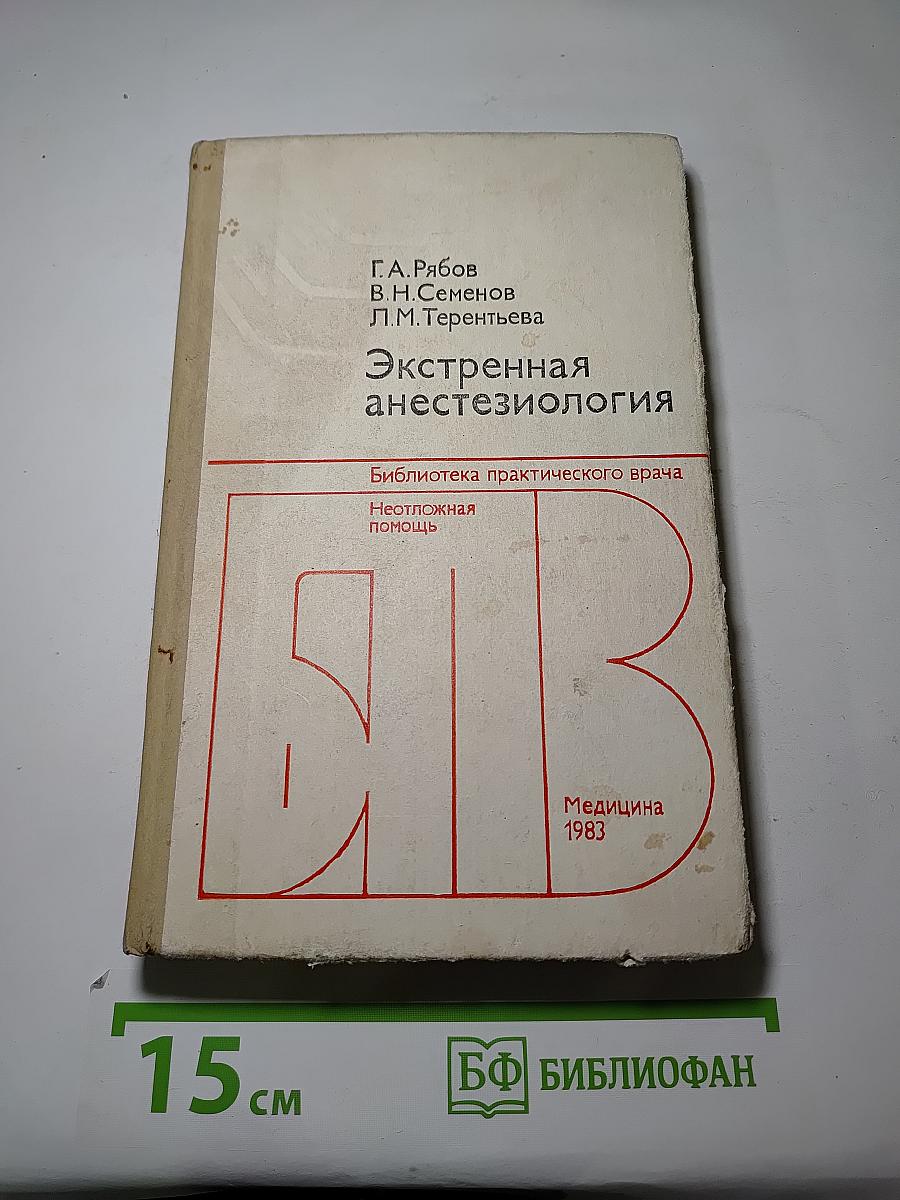 Г.А.Рябов
В.Н.Семенов
Л.М.Терентьева
Экстренная
анестезиология
Библиотека практического врача
Неотложная
помощь
БПВ
Медицина
1983
15 см
БФ БИБЛИОФАН